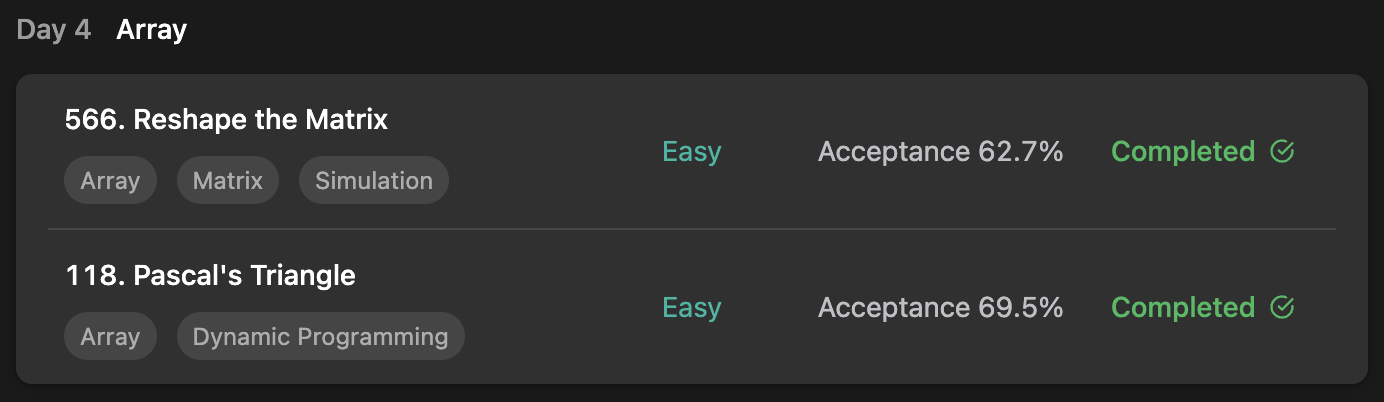 Day 4 Array
566. Reshape the Matrix
Array Matrix Simulation
Easy
Acceptance 62.7%
Completed
118. Pascal's Triangle
Array Dynamic Programming
Easy
Acceptance 69.5%
Completed